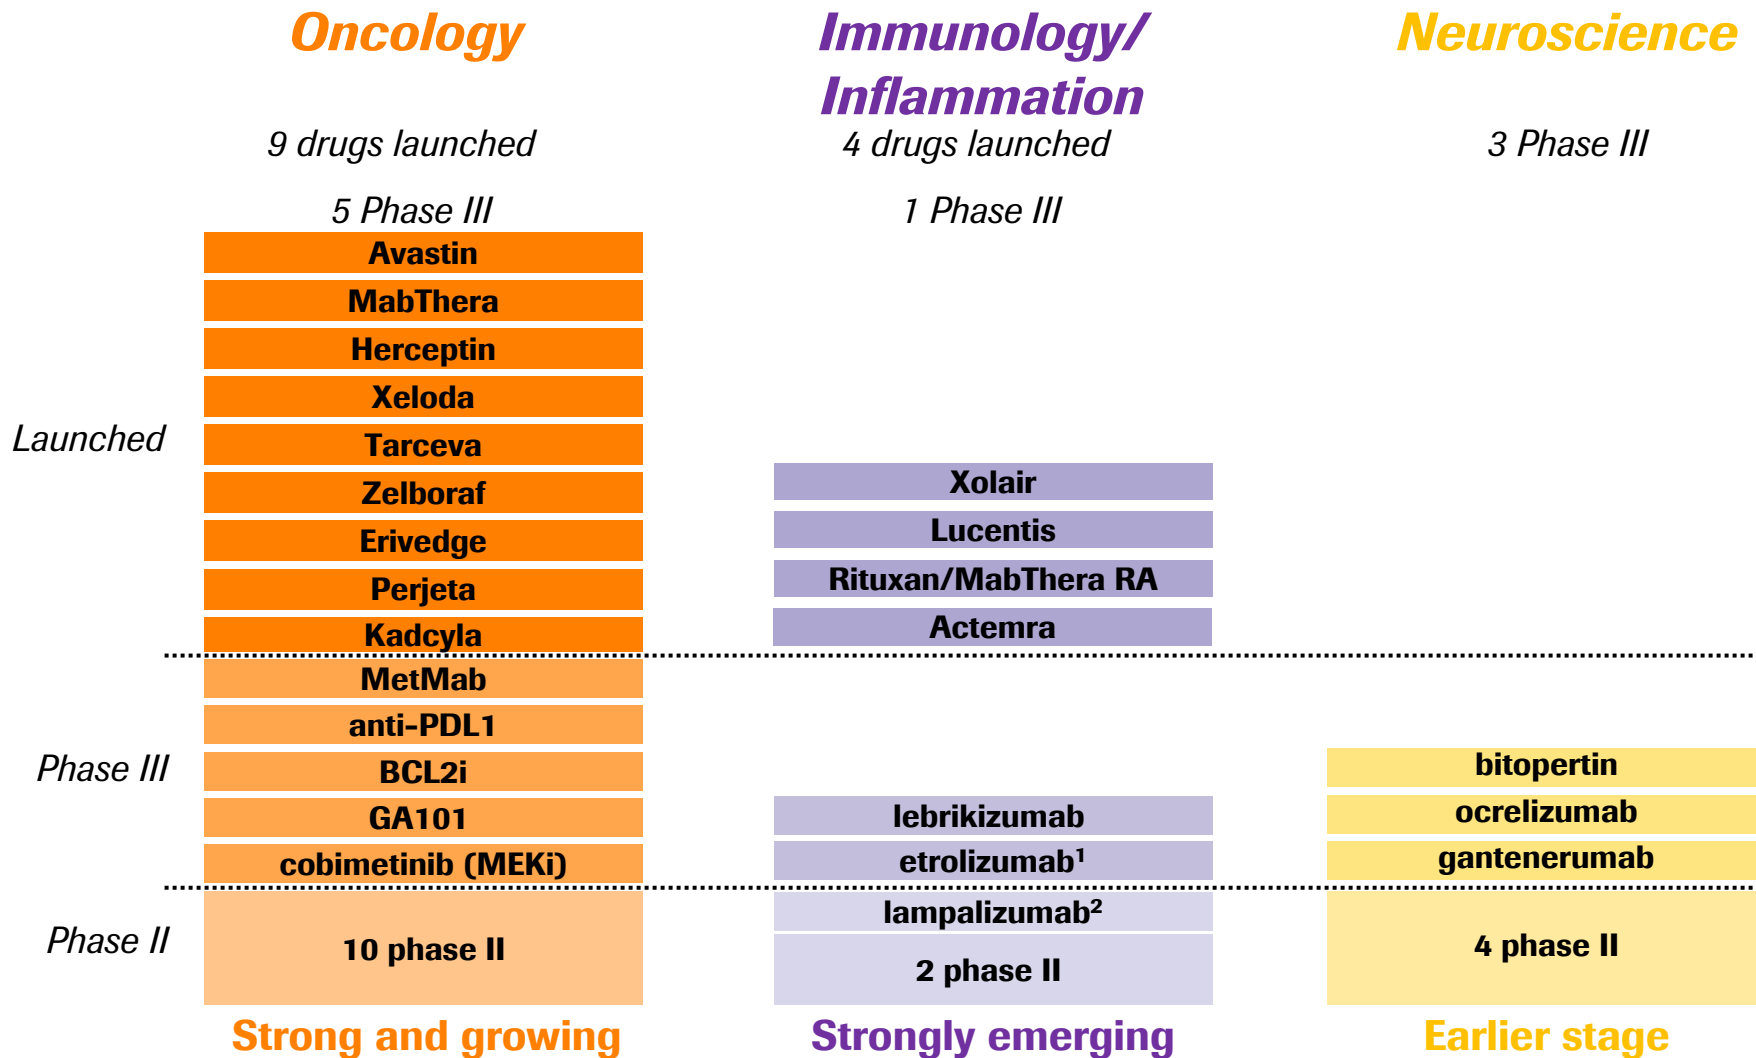 Oncology
9 drugs launched
5 Phase III
Immunology/
Inflammation
4 drugs launched
1 Phase III
Neuroscience
3 Phase III
Launched
Avastin
MabThera
Herceptin
Xeloda
Tarceva
Zelboraf
Erivedge
Perjeta
Kadcyla
Xolair
Lucentis
Rituxan/MabThera RA
Actemra
Phase III
MetMab
anti-PDL1
BCL2i
GA101
cobimetinib (MEKi)
lebrikizumab
etrolizumab¹
bitopertin
ocrelizumab
gantenerumab
Phase II
10 phase II
lampalizumab²
2 phase II
4 phase II
Strong and growing
Strongly emerging
Earlier stage